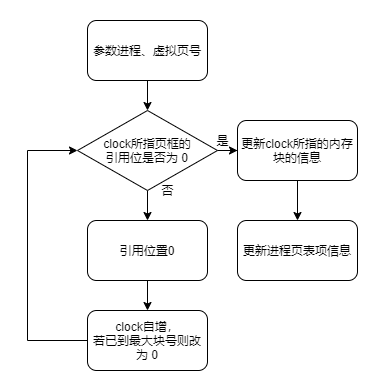 参数进程、虚拟页号
clock所指页框的
引用位是否为 0
是
更新clock所指的内存
块的信息
否
引用位置0
更新进程页表项信息
clock自增，
若已到最大块号则改
为 0